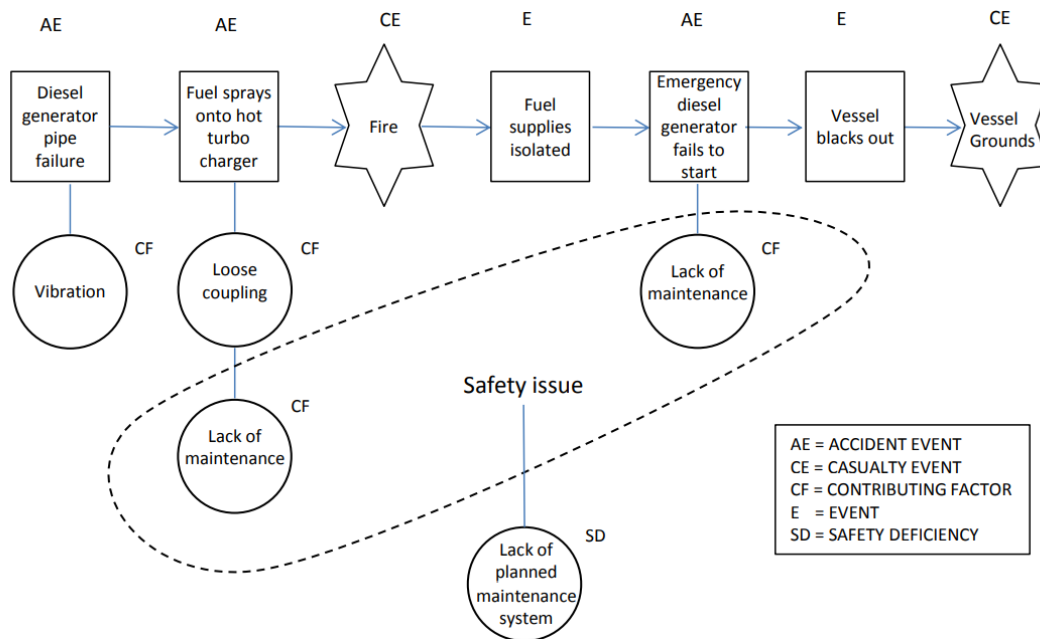 AE
AE
CE
E
AE
E
CE
Diesel
generator
pipe
failure
Fuel sprays
onto hot
turbo
charger
Fire
Fuel
supplies
isolated
Emergency
diesel
generator
fails to
start
Vessel
blacks out
Vessel
Grounds
CF
Vibration
CF
Loose
coupling
CF
Lack of
maintenance
CF
Lack of
maintenance
Safety issue
SD
Lack of
planned
maintenance
system
AE = ACCIDENT EVENT
CE = CASUALTY EVENT
CF = CONTRIBUTING FACTOR
E = EVENT
SD = SAFETY DEFICIENCY